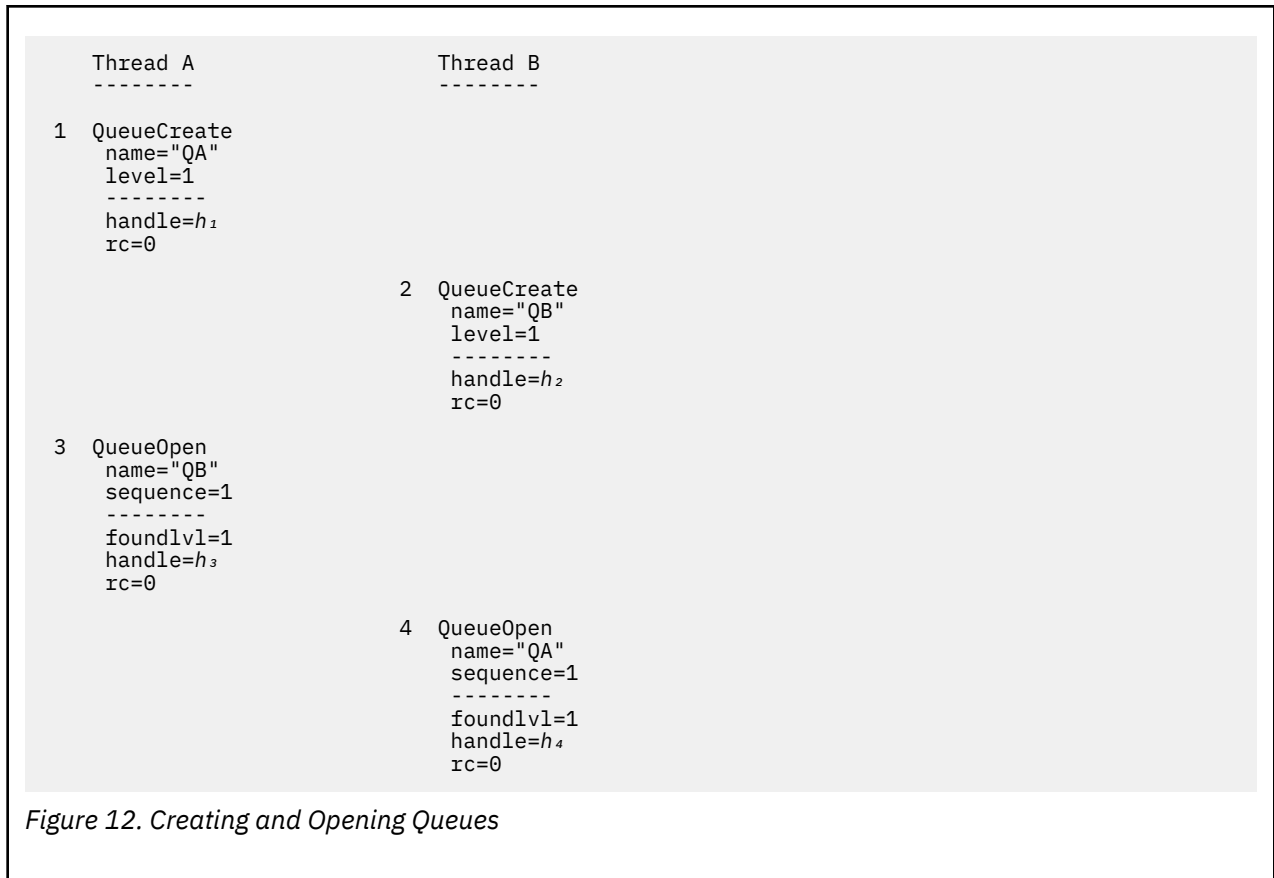 Thread A Thread B
-------- --------
1 QueueCreate
name="QA"
level=1
--------
handle=h₁
rc=0
2 QueueCreate
name="QB"
level=1
--------
handle=h₂
rc=0
3 QueueOpen
name="QB"
sequence=1
--------
foundlvl=1
handle=h₃
rc=0
4 QueueOpen
name="QA"
sequence=1
--------
foundlvl=1
handle=h₄
rc=0
Figure 12. Creating and Opening Queues